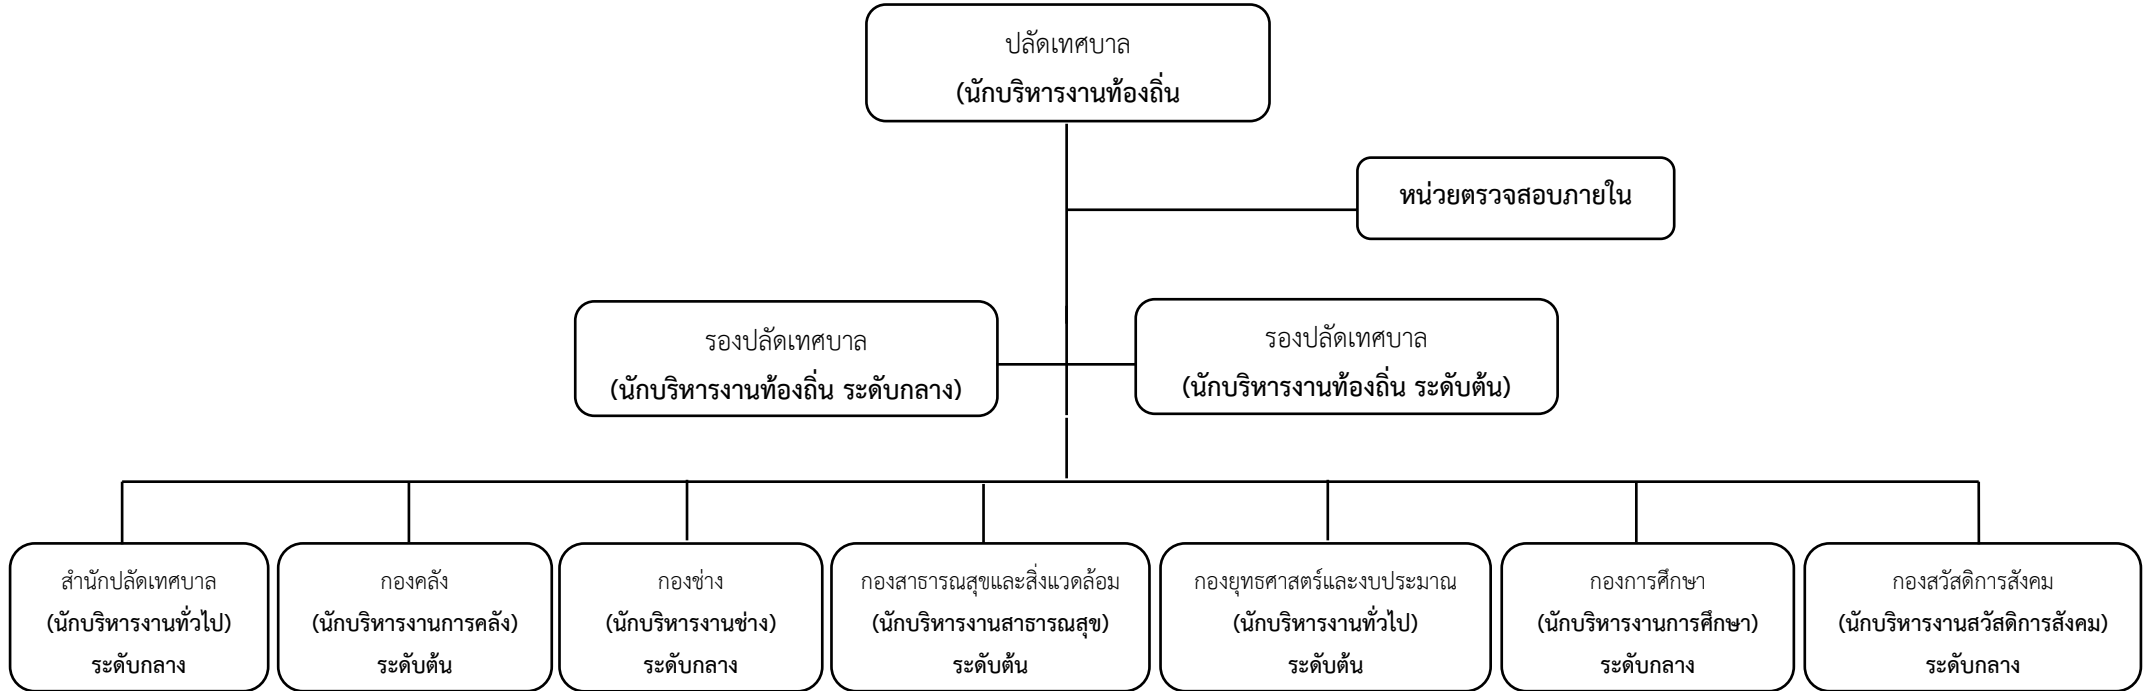 ปลัดเทศบาล
(นักบริหารงานท้องถิ่น
หน่วยตรวจสอบภายใน
รองปลัดเทศบาล
(นักบริหารงานท้องถิ่น ระดับกลาง)
รองปลัดเทศบาล
(นักบริหารงานท้องถิ่น ระดับต้น)
สำนักปลัดเทศบาล
(นักบริหารงานทั่วไป)
ระดับกลาง
กองคลัง
(นักบริหารงานการคลัง)
ระดับต้น
กองช่าง
(นักบริหารงานช่าง)
ระดับกลาง
กองสาธารณสุขและสิ่งแวดล้อม
(นักบริหารงานสาธารณสุข)
ระดับต้น
กองยุทธศาสตร์และงบประมาณ
(นักบริหารงานทั่วไป)
ระดับต้น
กองการศึกษา
(นักบริหารงานการศึกษา)
ระดับกลาง
กองสวัสดิการสังคม
(นักบริหารงานสวัสดิการสังคม)
ระดับกลาง